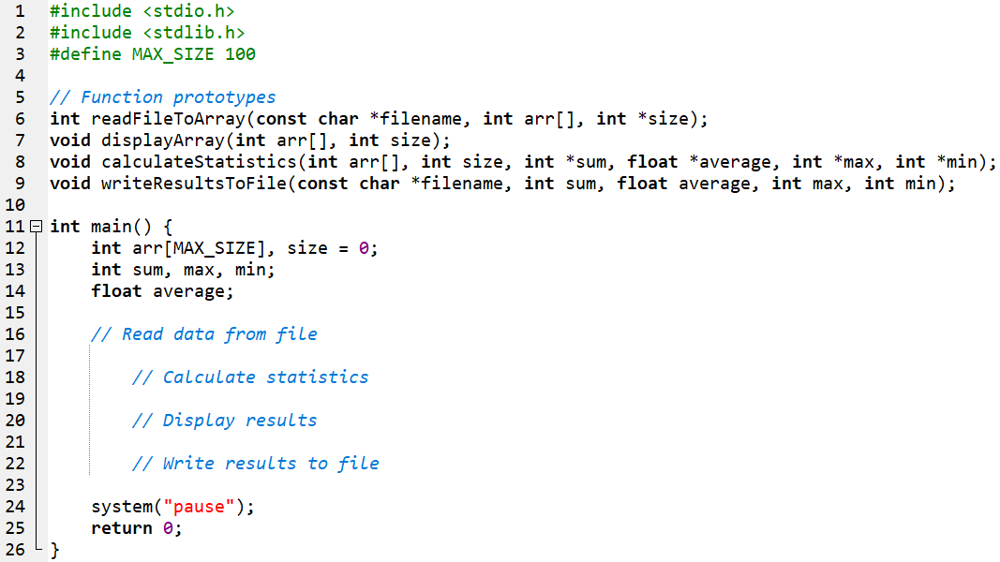 1 #include <stdio.h>
2 #include <stdlib.h>
3 #define MAX_SIZE 100
4
5 // Function prototypes
6 int readFileToArray(const char *filename, int arr[], int *size);
7 void displayArray(int arr[], int size);
8 void calculateStatistics(int arr[], int size, int *sum, float *average, int *max, int *min);
9 void writeResultsToFile(const char *filename, int sum, float average, int max, int min);
10
11 int main() {
12     int arr[MAX_SIZE], size = 0;
13     int sum, max, min;
14     float average;
15
16     // Read data from file
17
18         // Calculate statistics
19
20         // Display results
21
22         // Write results to file
23
24     system("pause");
25     return 0;
26 }